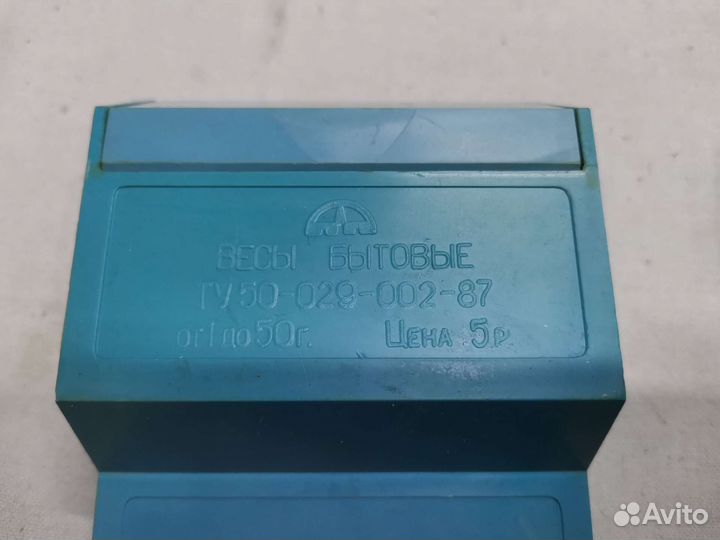 ВЕСЫ БЫТОВЫЕ
ТУ 50-029-002-87
от 1 до 50 г. ЦЕНА 5 р
Avito